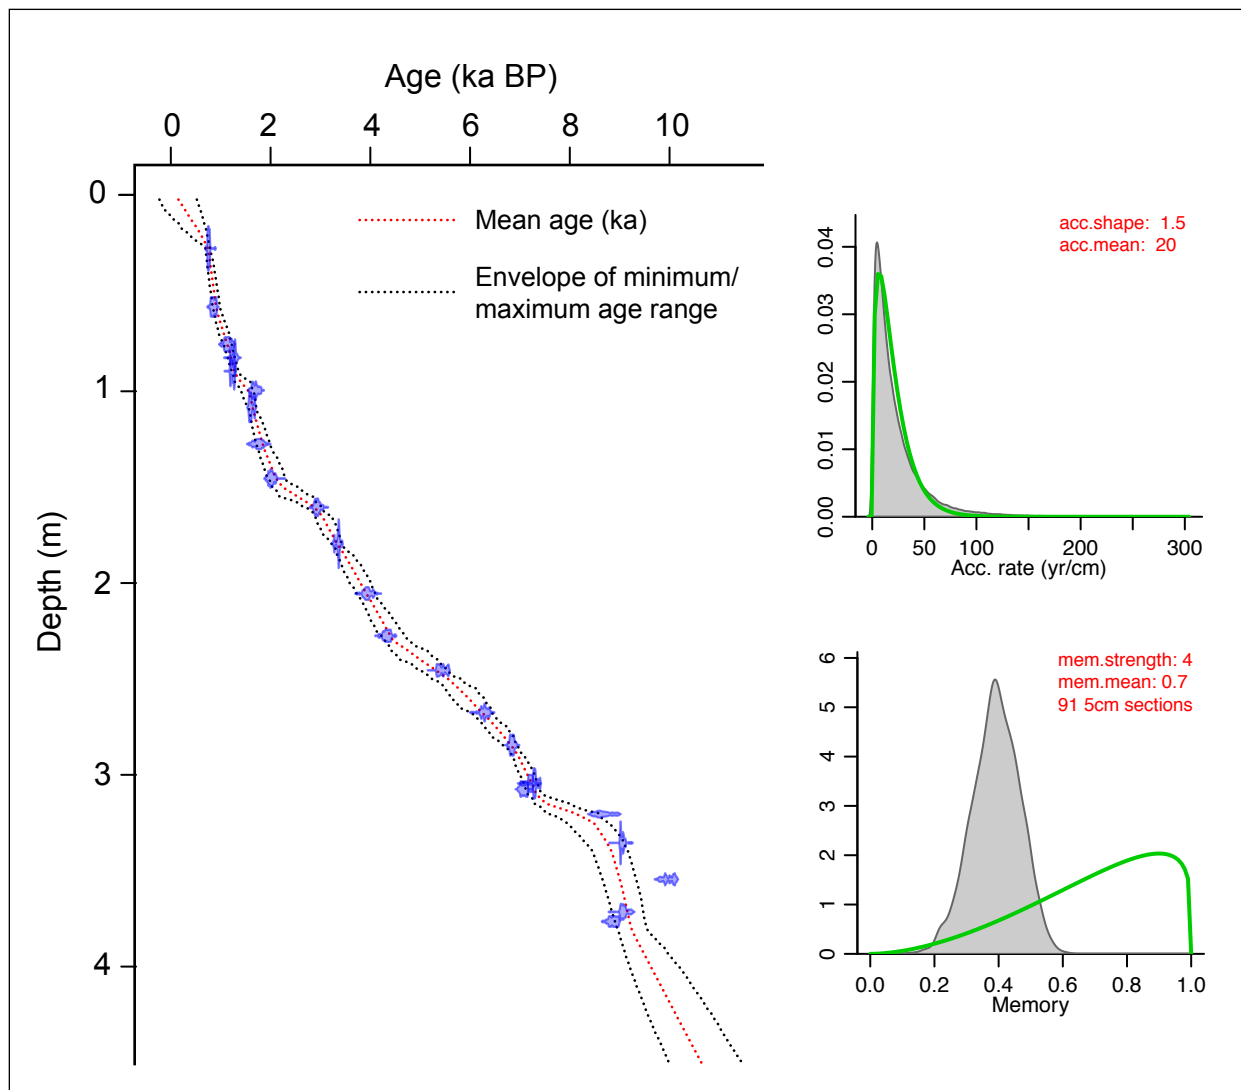 Age (ka BP)
0 2 4 6 8 10
Depth (m)
0
1
2
3
4
Mean age (ka)
Envelope of minimum/
maximum age range
acc.shape: 1.5
acc.mean: 20
0.04
0.03
0.02
0.01
0.00
0 50 100 200 300
Acc. rate (yr/cm)
mem.strength: 4
mem.mean: 0.7
91 5cm sections
6
5
4
3
2
1
0
0.0 0.2 0.4 0.6 0.8 1.0
Memory